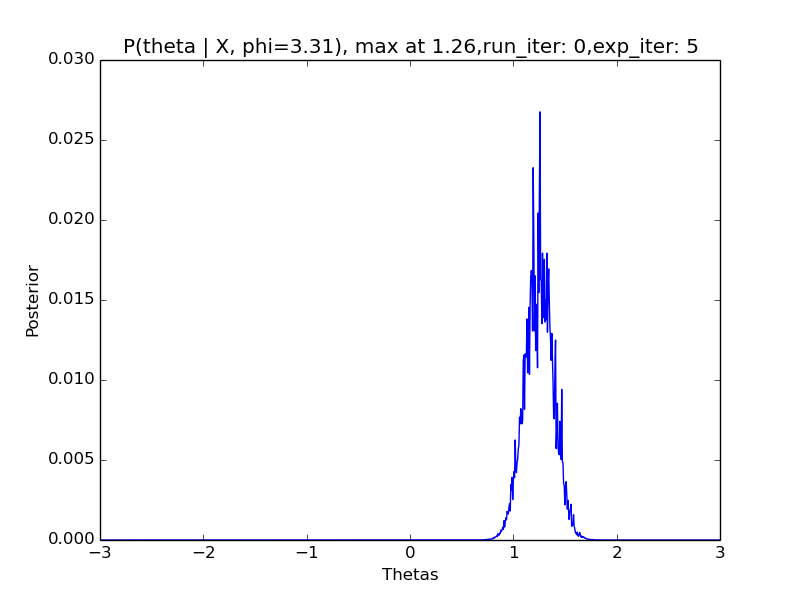 P(theta | X, phi=3.31), max at 1.26,run_iter: 0,exp_iter: 5
0.030
0.025
0.020
0.015
0.010
0.005
0.000
Posterior
−3 −2 −1 0 1 2 3
Thetas